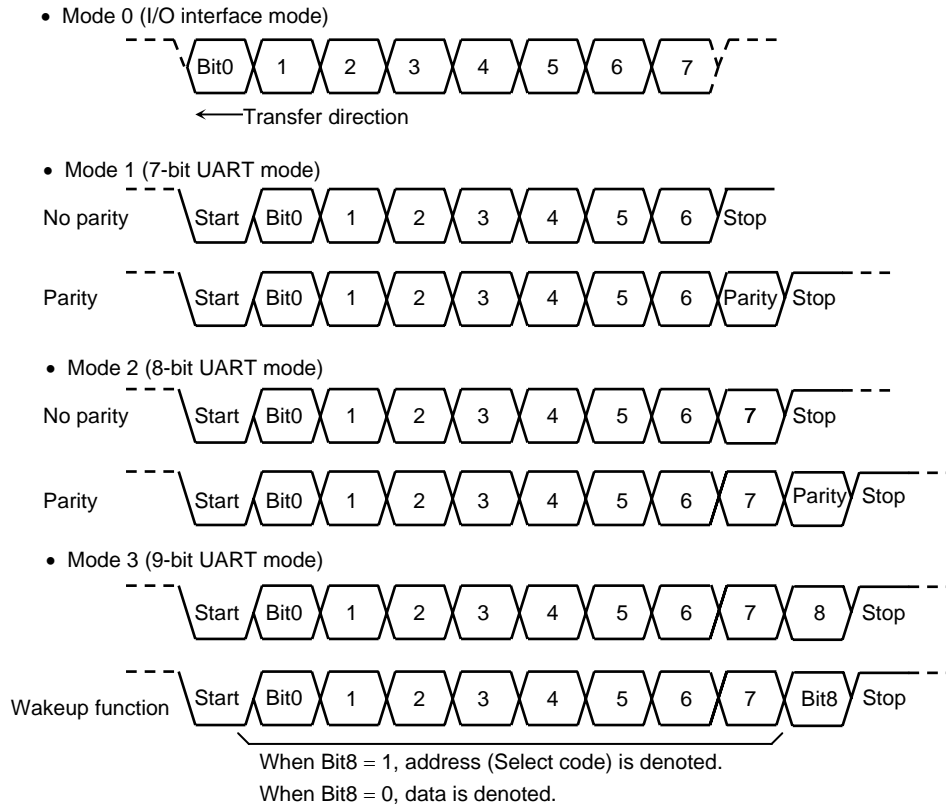 • Mode 0 (I/O interface mode)
Bit0 1 2 3 4 5 6 7
Transfer direction
• Mode 1 (7-bit UART mode)
No parity Start Bit0 1 2 3 4 5 6 Stop
Parity Start Bit0 1 2 3 4 5 6 Parity Stop
• Mode 2 (8-bit UART mode)
No parity Start Bit0 1 2 3 4 5 6 7 Stop
Parity Start Bit0 1 2 3 4 5 6 7 Parity Stop
• Mode 3 (9-bit UART mode)
Start Bit0 1 2 3 4 5 6 7 8 Stop
Wakeup function Start Bit0 1 2 3 4 5 6 7 Bit8 Stop
When Bit8 = 1, address (Select code) is denoted.
When Bit8 = 0, data is denoted.